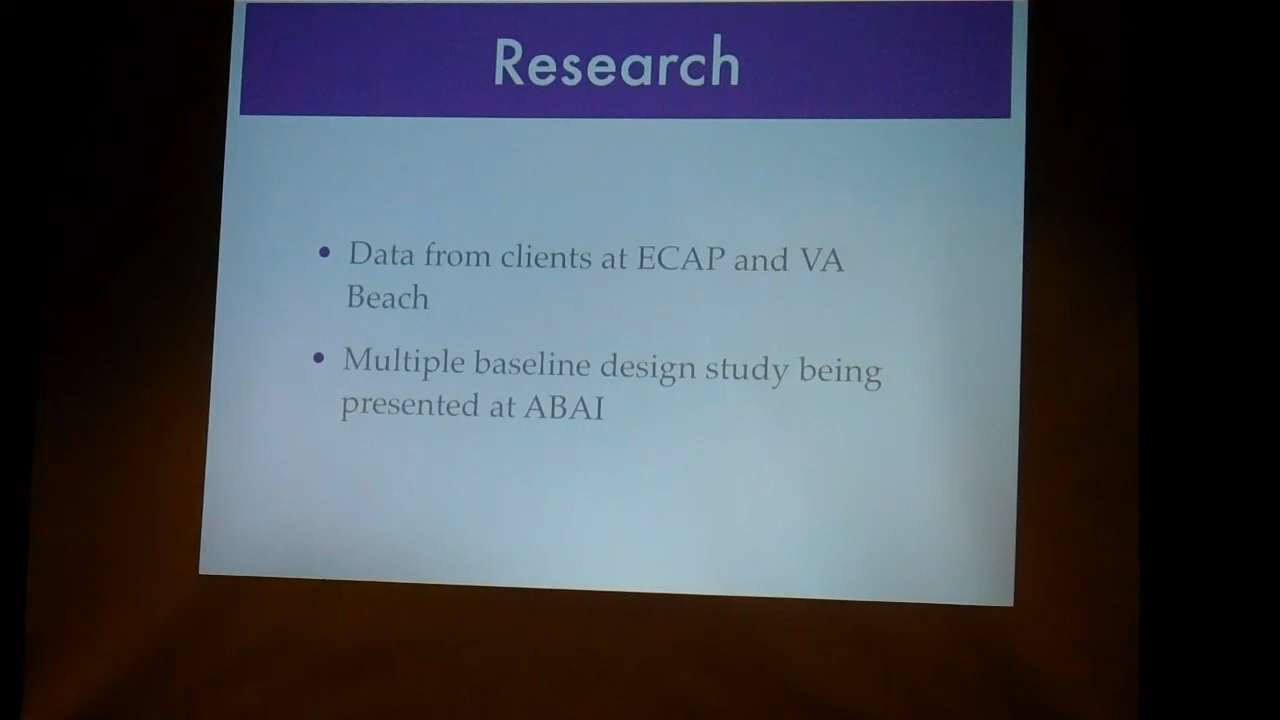 Research
• Data from clients at ECAP and VA
Beach
• Multiple baseline design study being
presented at ABAI